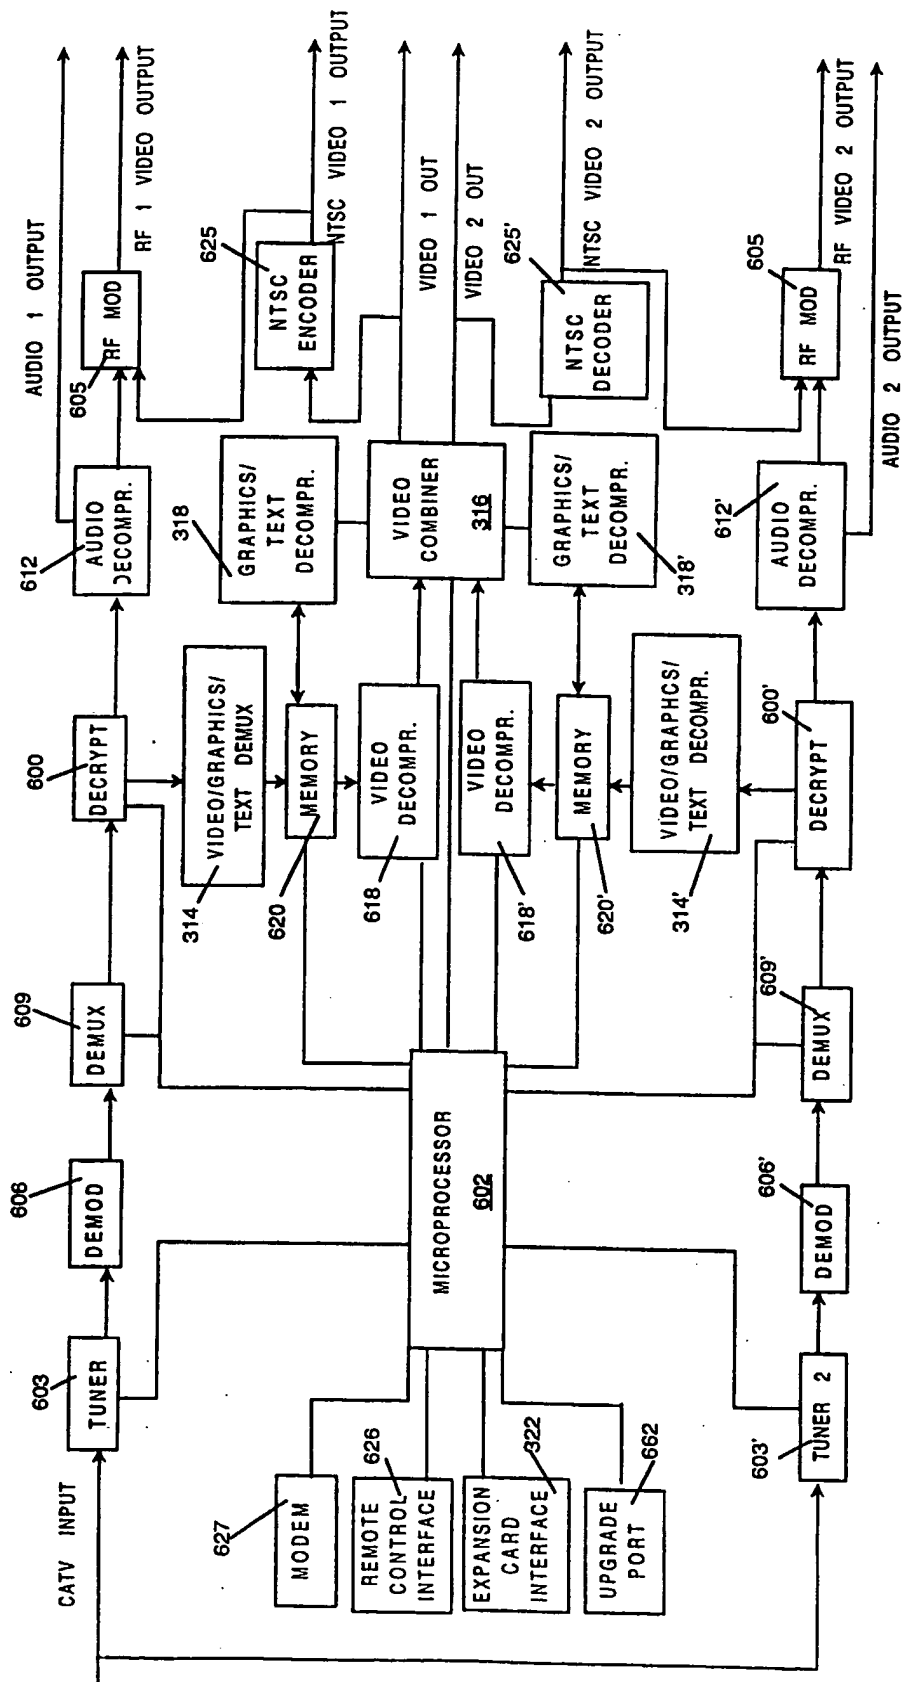 CATV INPUT
603
TUNER
606
DEMOD
609
DEMUX
600
DECRYPT
612
AUDIO
DECOMPR.
605
RF MOD
AUDIO 1 OUTPUT
RF 1 VIDEO OUTPUT
314
VIDEO/GRAPHICS/
TEXT DEMUX
318
GRAPHICS/
TEXT
DECOMPR.
625
NTSC
ENCODER
NTSC VIDEO 1 OUTPUT
627
MODEM
626
REMOTE
CONTROL
INTERFACE
322
EXPANSION
CARD
INTERFACE
662
UPGRADE
PORT
MICROPROCESSOR
602
620
MEMORY
618
VIDEO
DECOMPR.
VIDEO
COMBINER
316
VIDEO 1 OUT
VIDEO 2 OUT
618'
VIDEO
DECOMPR.
620'
MEMORY
318'
GRAPHICS/
TEXT
DECOMPR.
625'
NTSC
DECODER
NTSC VIDEO 2 OUTPUT
314'
VIDEO/GRAPHCS/
TEXT DECOMPR.
603'
TUNER 2
606'
DEMOD
609'
DEMUX
600'
DECRYPT
612'
AUDIO
DECOMPR.
605
RF MOD
RF VIDEO 2 OUTPUT
AUDIO 2 OUTPUT